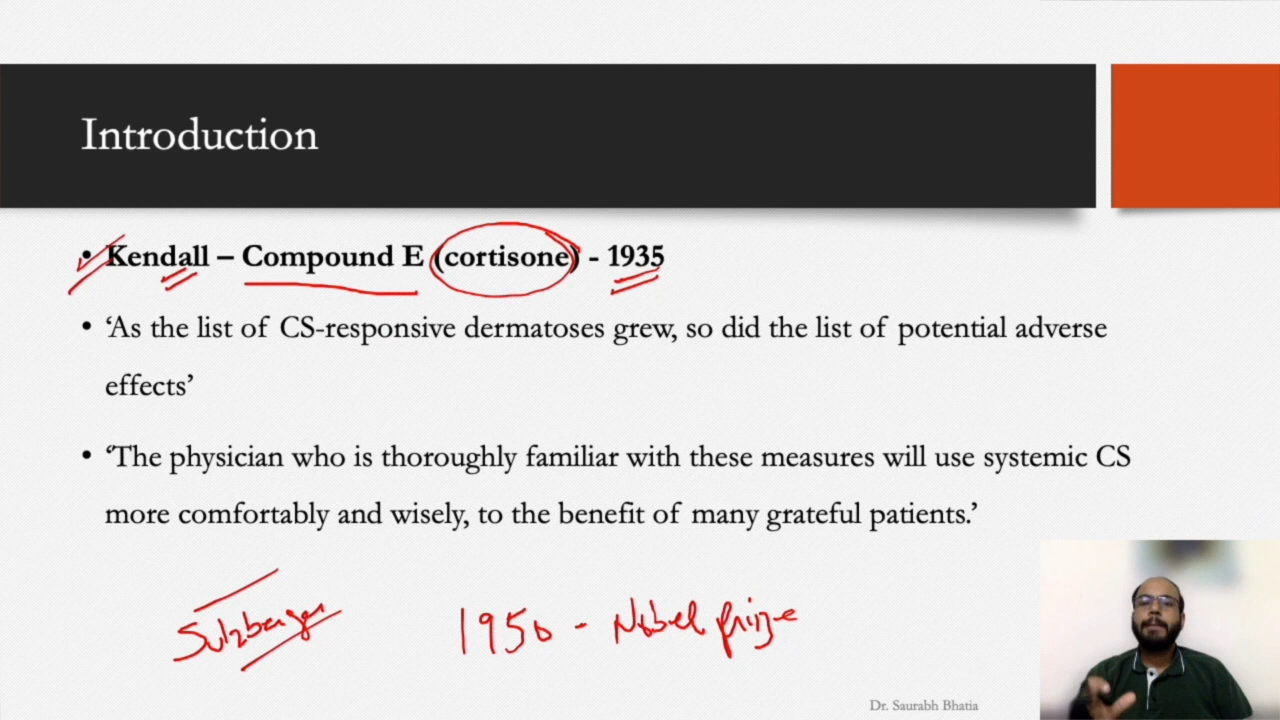 Introduction
• Kendall – Compound E (cortisone) - 1935
• ‘As the list of CS-responsive dermatoses grew, so did the list of potential adverse
effects’
• ‘The physician who is thoroughly familiar with these measures will use systemic CS
more comfortably and wisely, to the benefit of many grateful patients.’
Sulzberger
1950 - Nobel prize
Dr. Saurabh Bhatia